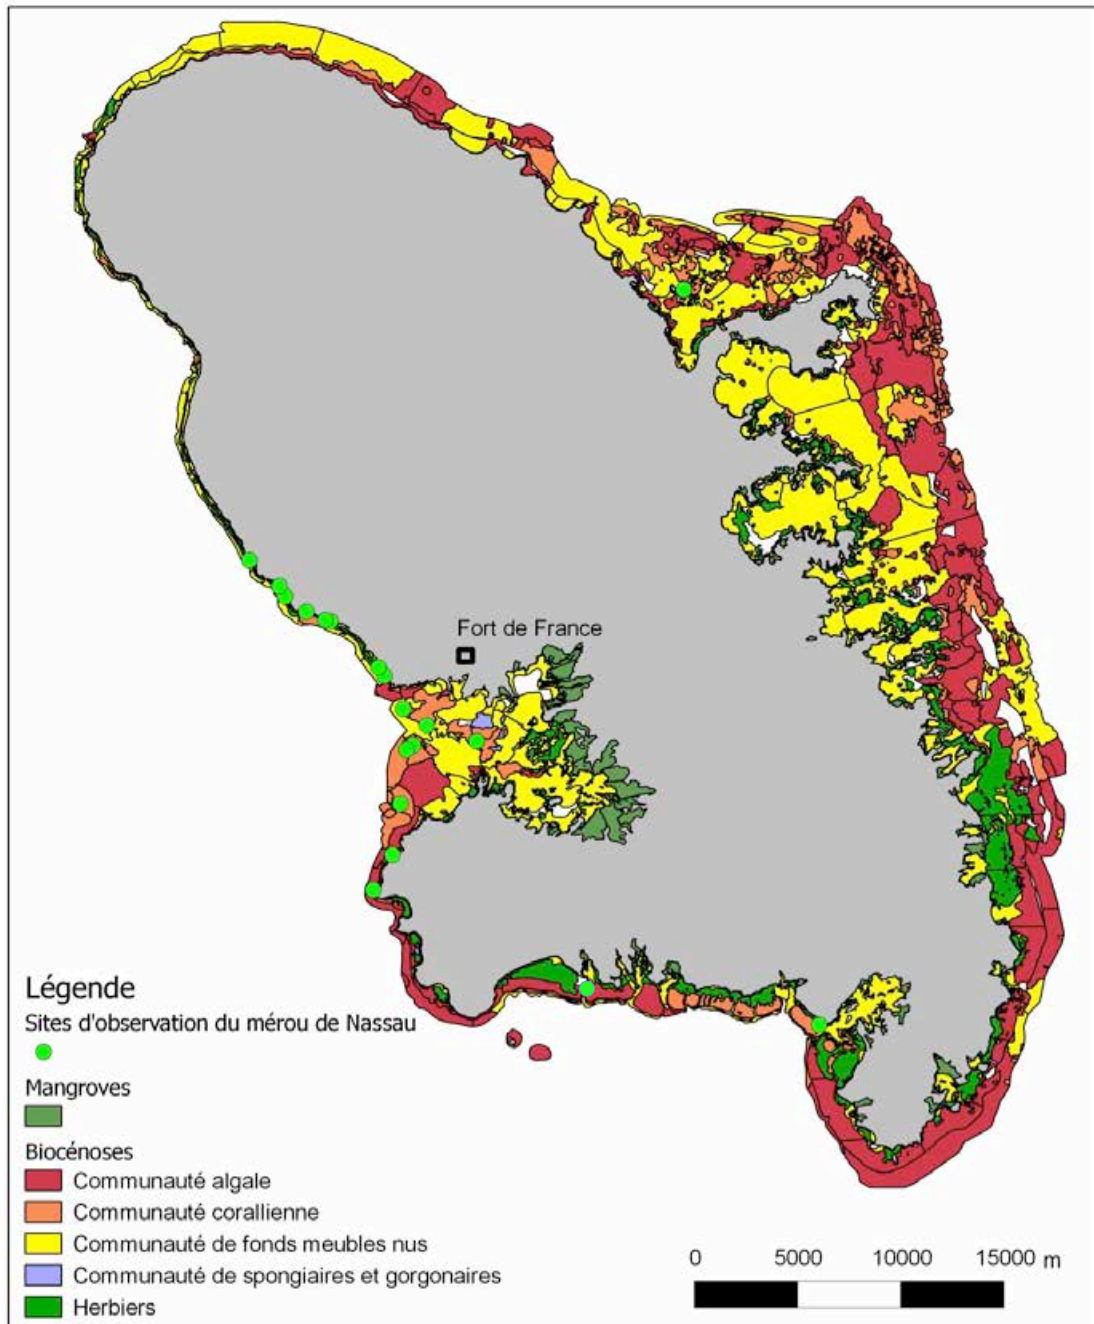 Fort de France
Légende
Sites d'observation du mérou de Nassau
Mangroves
Biocénoses
Communauté algale
Communauté corallienne
Communauté de fonds meubles nus
Communauté de spongiaires et gorgonaires
Herbiers
0 5000 10000 15000 m